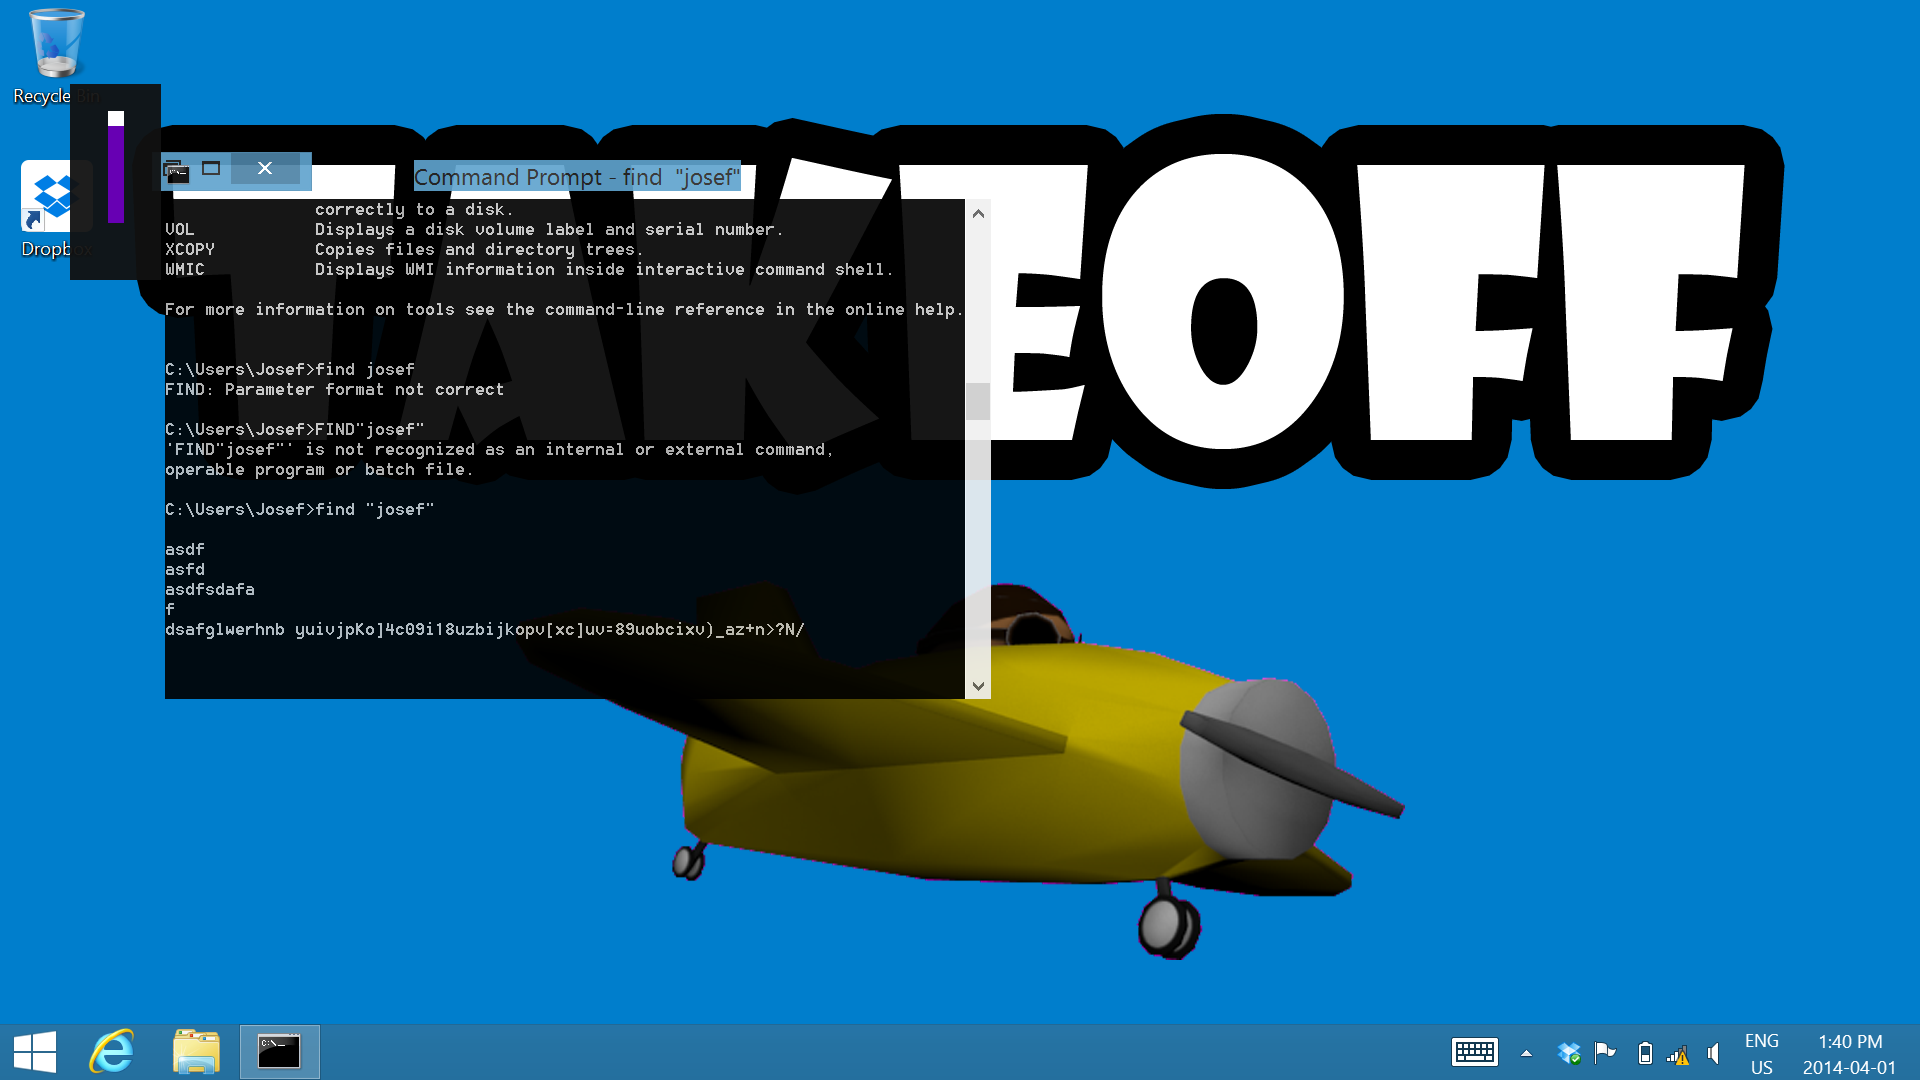 Recycle Bin
Dropbox
TAKEOFF
Command Prompt - find  "josef"
correctly to a disk.
VOL            Displays a disk volume label and serial number.
XCOPY          Copies files and directory trees.
WMIC           Displays WMI information inside interactive command shell.
For more information on tools see the command-line reference in the online help.
C:\Users\Josef>find josef
FIND: Parameter format not correct
C:\Users\Josef>FIND"josef"
'FIND"josef"' is not recognized as an internal or external command,
operable program or batch file.
C:\Users\Josef>find "josef"
asdf
asfd
asdfsdafa
f
dsafglwerhnb yuivjpKo]4c09i18uzbijkopv[xc]uv=89uobcixv)_az+n>?N/
C:\_
ENG
US
1:40 PM
2014-04-01